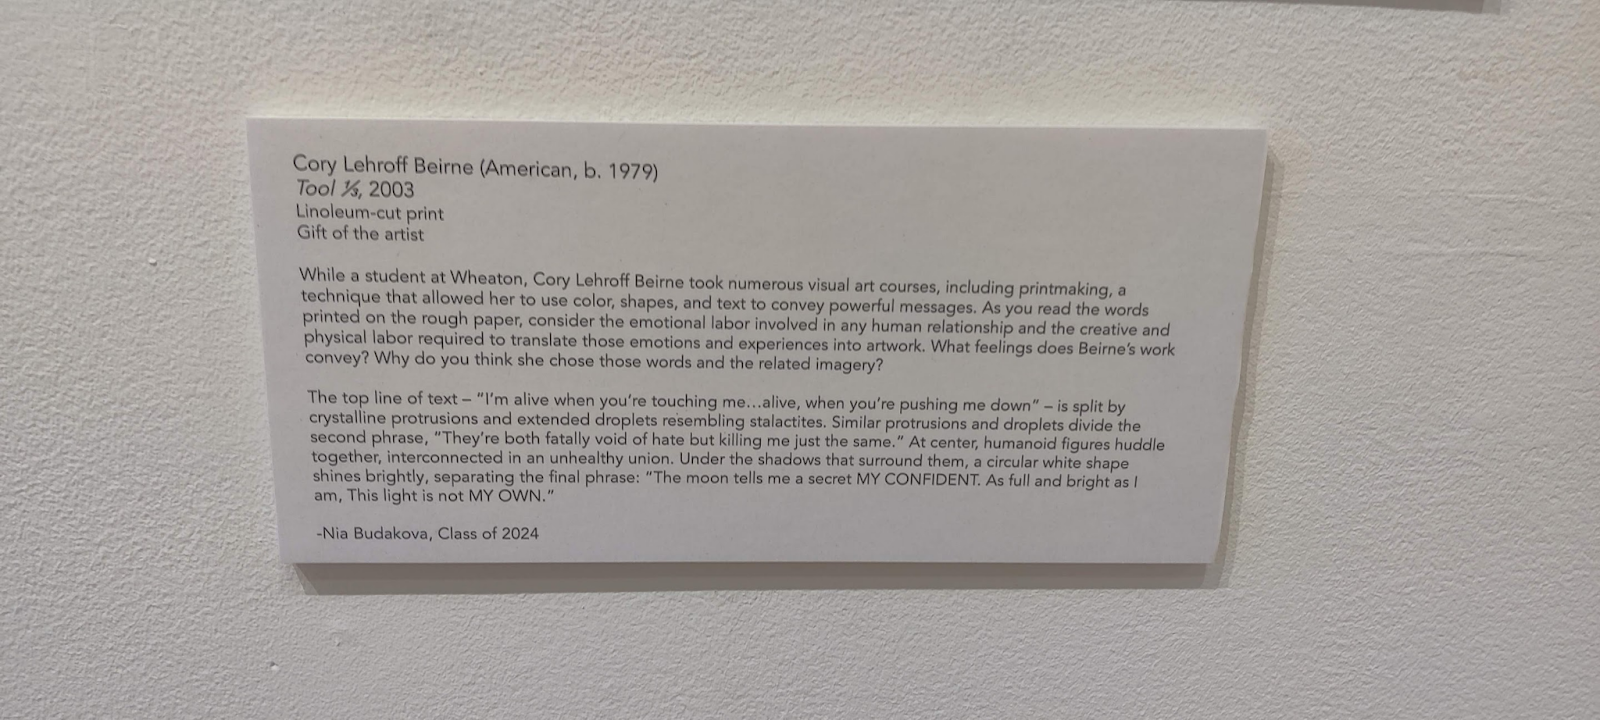 Cory Lehroff Beirne (American, b. 1979)
Tool ⅓, 2003
Linoleum-cut print
Gift of the artist
While a student at Wheaton, Cory Lehroff Beirne took numerous visual art courses, including printmaking, a
technique that allowed her to use color, shapes, and text to convey powerful messages. As you read the words
printed on the rough paper, consider the emotional labor involved in any human relationship and the creative and
physical labor required to translate those emotions and experiences into artwork. What feelings does Beirne's work
convey? Why do you think she chose those words and the related imagery?
The top line of text – "I'm alive when you're touching me...alive, when you're pushing me down" – is split by
crystalline protrusions and extended droplets resembling stalactites. Similar protrusions and droplets divide the
second phrase, "They're both fatally void of hate but killing me just the same." At center, humanoid figures huddle
together, interconnected in an unhealthy union. Under the shadows that surround them, a circular white shape
shines brightly, separating the final phrase: "The moon tells me a secret MY CONFIDENT. As full and bright as I
am, This light is not MY OWN."
-Nia Budakova, Class of 2024